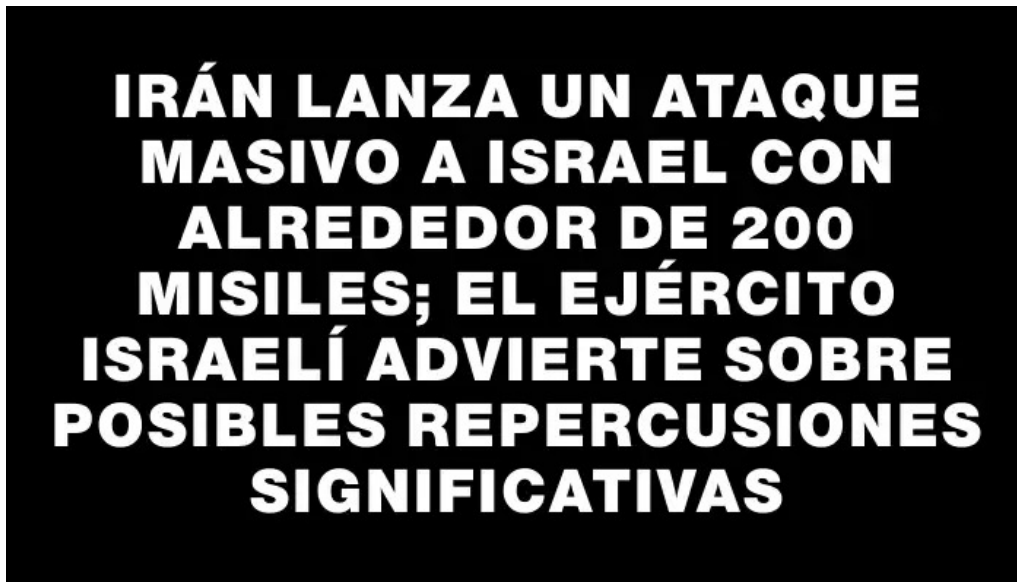 IRÁN LANZA UN ATAQUE
MASIVO A ISRAEL CON
ALREDEDOR DE 200
MISILES; EL EJÉRCITO
ISRAELÍ ADVIERTE SOBRE
POSIBLES REPERCUSIONES
SIGNIFICATIVAS